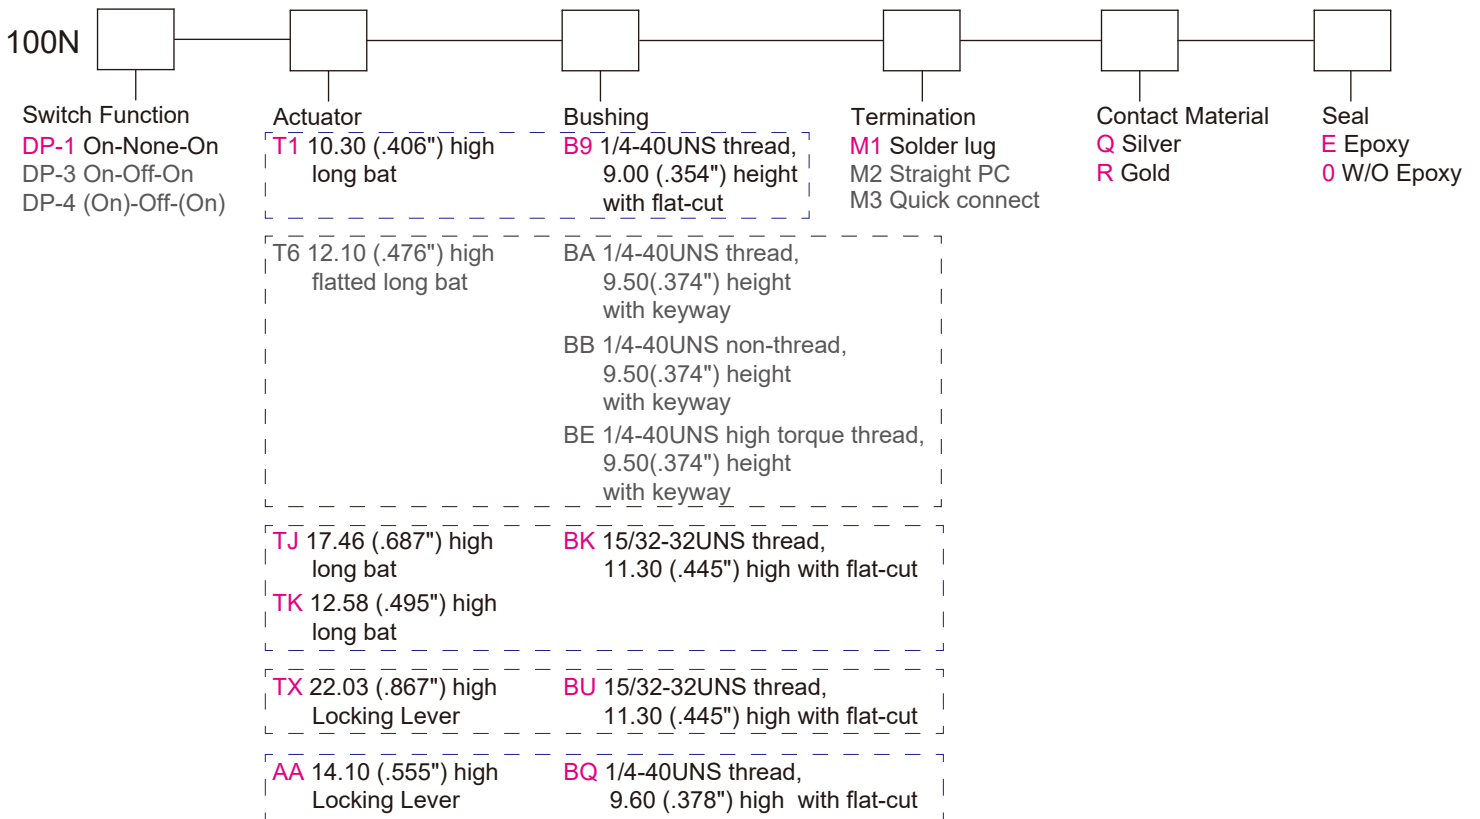 100N
Switch Function
DP-1 On-None-On
DP-3 On-Off-On
DP-4 (On)-Off-(On)
Actuator
T1 10.30 (.406") high
long bat
T6 12.10 (.476") high
flatted long bat
TJ 17.46 (.687") high
long bat
TK 12.58 (.495") high
long bat
TX 22.03 (.867") high
Locking Lever
AA 14.10 (.555") high
Locking Lever
Bushing
B9 1/4-40UNS thread,
9.00 (.354") height
with flat-cut
BA 1/4-40UNS thread,
9.50(.374") height
with keyway
BB 1/4-40UNS non-thread,
9.50(.374") height
with keyway
BE 1/4-40UNS high torque thread,
9.50(.374") height
with keyway
BK 15/32-32UNS thread,
11.30 (.445") high with flat-cut
BU 15/32-32UNS thread,
11.30 (.445") high with flat-cut
BQ 1/4-40UNS thread,
9.60 (.378") high with flat-cut
Termination
M1 Solder lug
M2 Straight PC
M3 Quick connect
Contact Material
Q Silver
R Gold
Seal
E Epoxy
0 W/O Epoxy